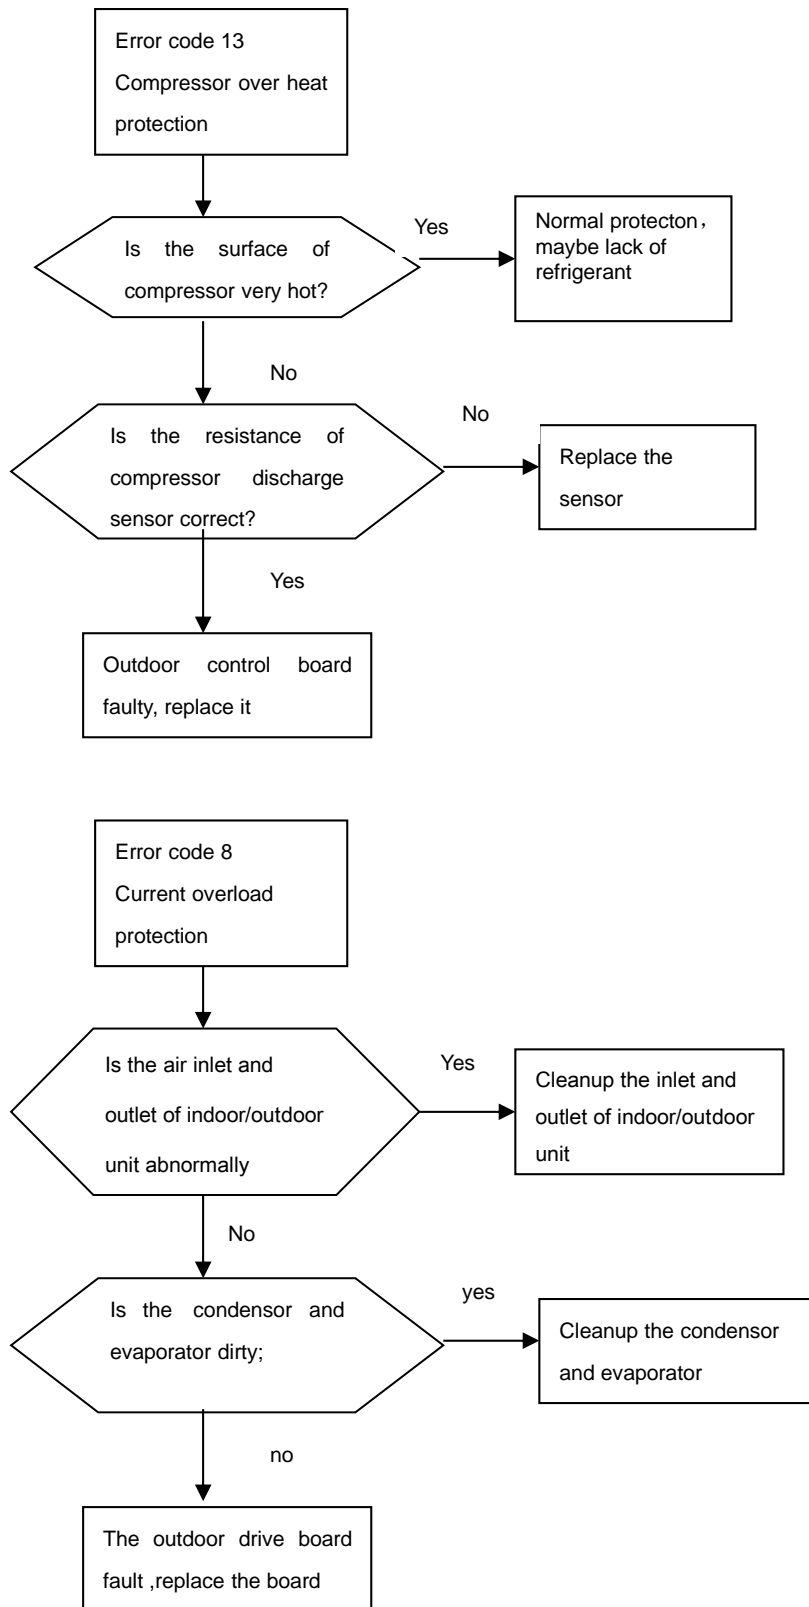 Error code 13
Compressor over heat
protection
Is the surface of
compressor very hot?
Yes
Normal protecton，
maybe lack of
refrigerant
No
Is the resistance of
compressor discharge
sensor correct?
No
Replace the
sensor
Yes
Outdoor control board
faulty, replace it
Error code 8
Current overload
protection
Is the air inlet and
outlet of indoor/outdoor
unit abnormally
Yes
Cleanup the inlet and
outlet of indoor/outdoor
unit
No
Is the condensor and
evaporator dirty;
yes
Cleanup the condensor
and evaporator
no
The outdoor drive board
fault ,replace the board